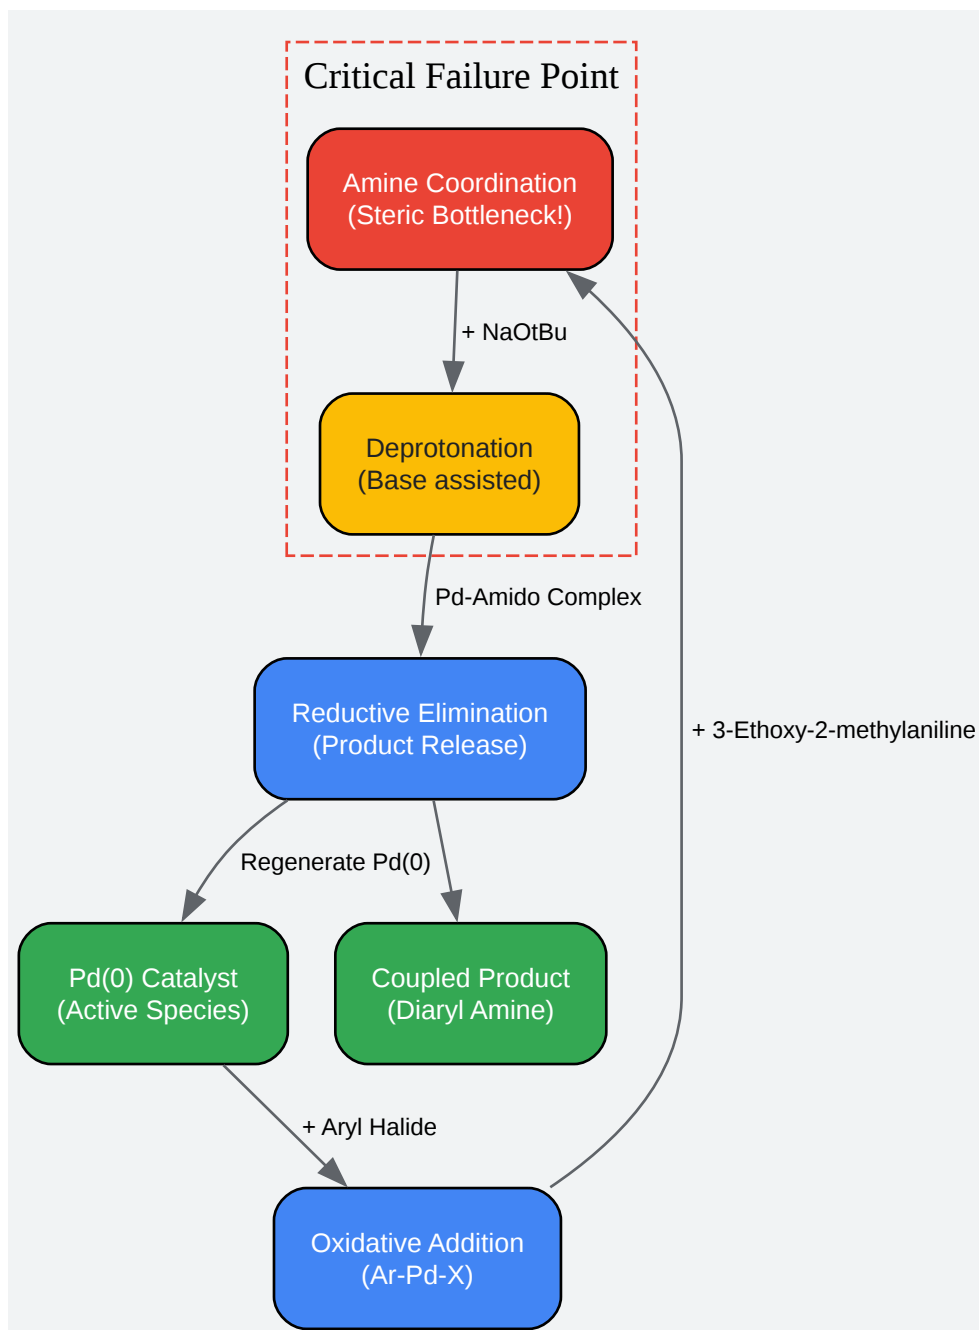 Critical Failure Point
Amine Coordination
(Steric Bottleneck!)
+ NaOtBu
Deprotonation
(Base assisted)
Pd-Amido Complex
Reductive Elimination
(Product Release)
+ 3-Ethoxy-2-methylaniline
Regenerate Pd(0)
Pd(0) Catalyst
(Active Species)
Coupled Product
(Diaryl Amine)
+ Aryl Halide
Oxidative Addition
(Ar-Pd-X)